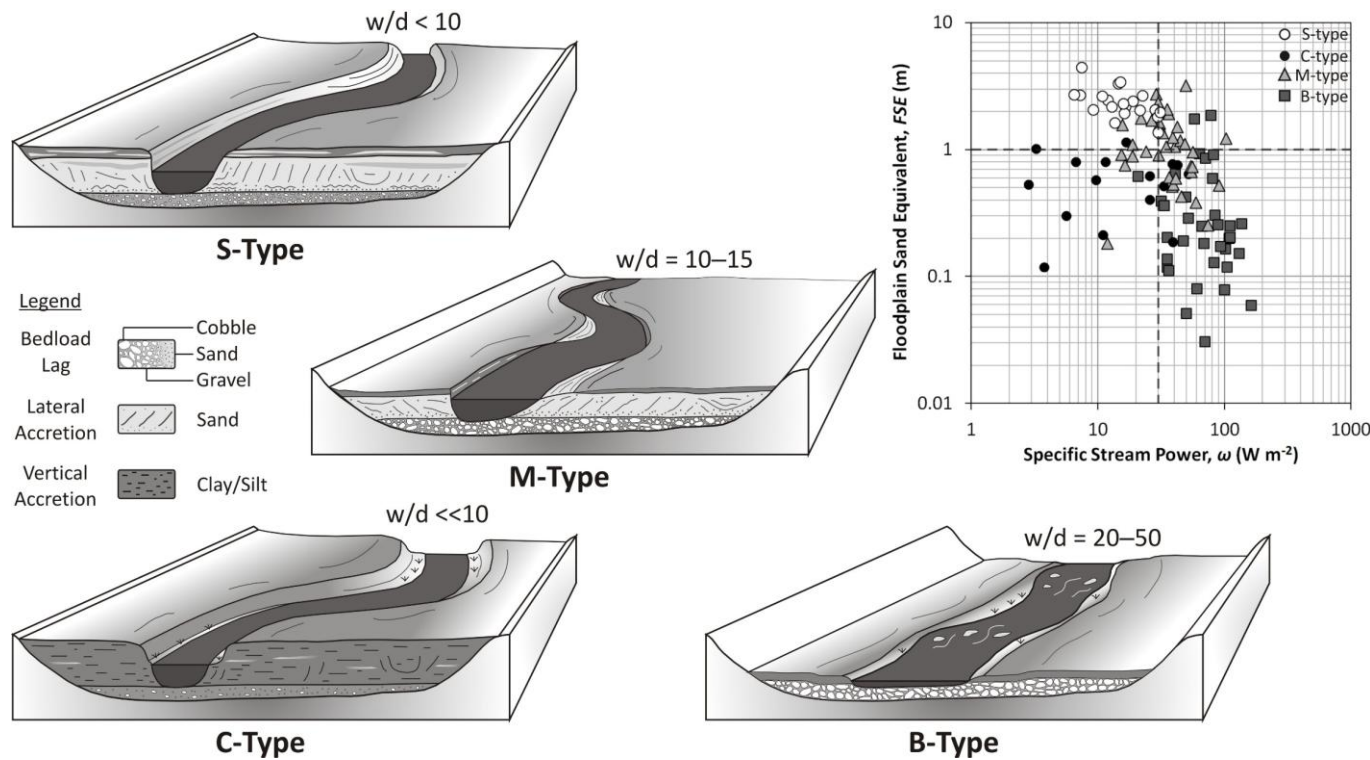 w/d < 10
S-Type
w/d = 10–15
M-Type
Legend
Bedload
Lag
Cobble
Sand
Gravel
Lateral
Accretion
Sand
Vertical
Accretion
Clay/Silt
w/d <<10
C-Type
w/d = 20–50
B-Type
Floodplain Sand Equivalent, FSE (m)
10
1
0.1
0.01
S-type
C-type
M-type
B-type
1
10
100
1000
Specific Stream Power, ω (W m⁻²)